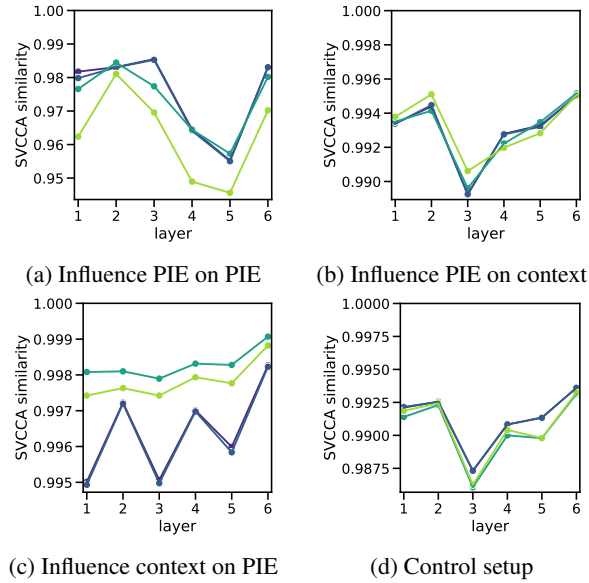 1.00
0.99
0.98
0.97
0.96
0.95
SVCCA similarity
1 2 3 4 5 6
layer
(a) Influence PIE on PIE
1.000
0.998
0.996
0.994
0.992
0.990
SVCCA similarity
1 2 3 4 5 6
layer
(b) Influence PIE on context
1.000
0.999
0.998
0.997
0.996
0.995
SVCCA similarity
1 2 3 4 5 6
layer
(c) Influence context on PIE
1.0000
0.9975
0.9950
0.9925
0.9900
0.9875
SVCCA similarity
1 2 3 4 5 6
layer
(d) Control setup